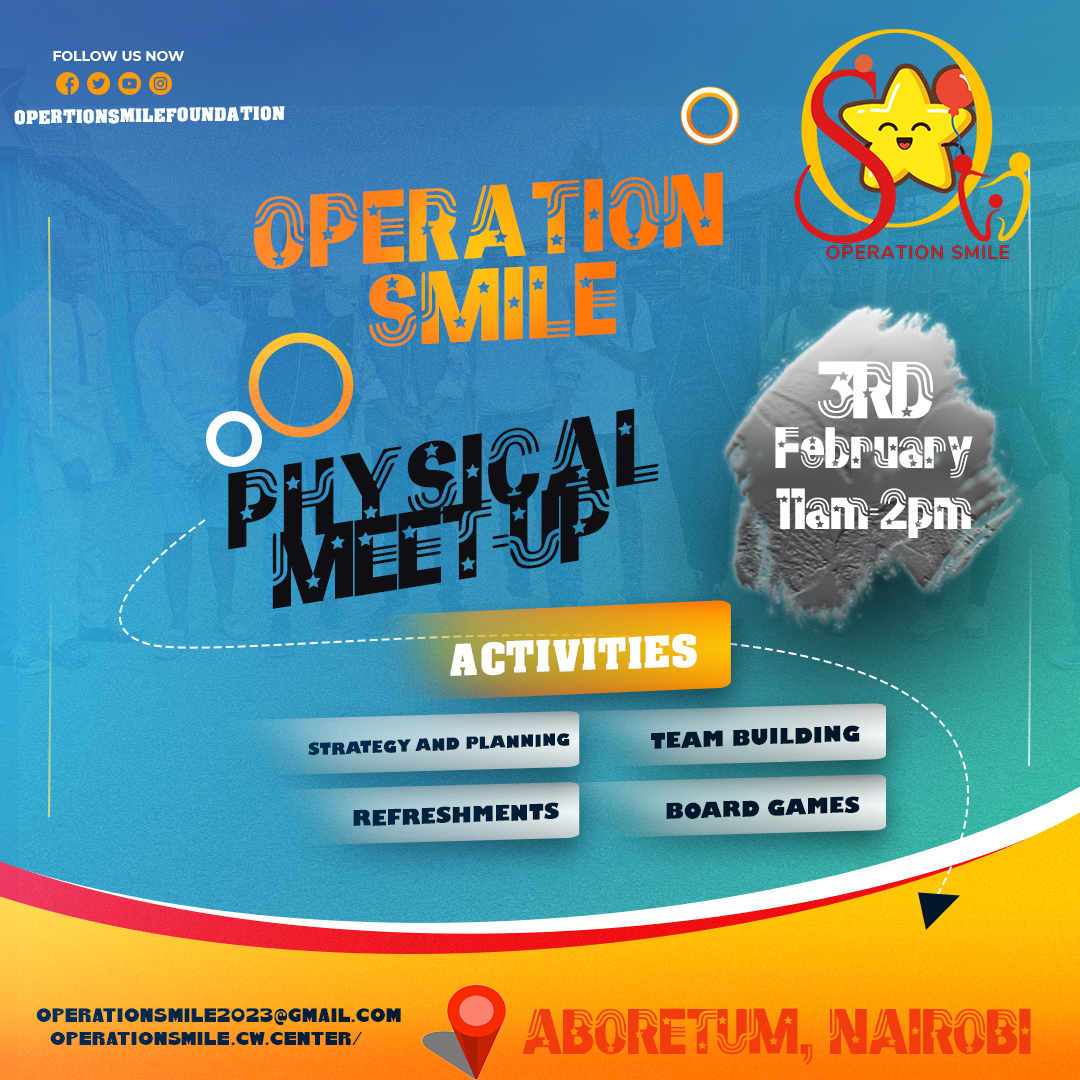 FOLLOW US NOW
OPERTIONSMILEFOUNDATION
OPERATION SMILE
OPERATION
SMILE
3RD
February
11am-2pm
PHYSICAL
MEET-UP
ACTIVITIES
STRATEGY AND PLANNING
TEAM BUILDING
REFRESHMENTS
BOARD GAMES
OPERATIONSMILE2023@GMAIL.COM
OPERATIONSMILE.CW.CENTER/
ABORETUM, NAIROBI